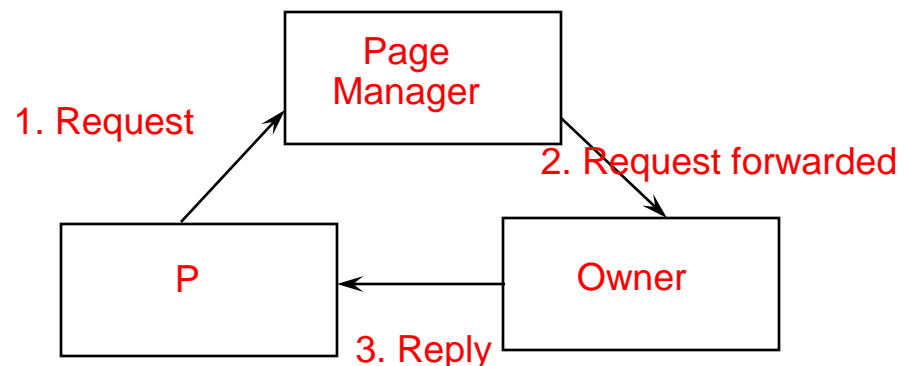 Page
Manager
1. Request
2. Request forwarded
P
Owner
3. Reply